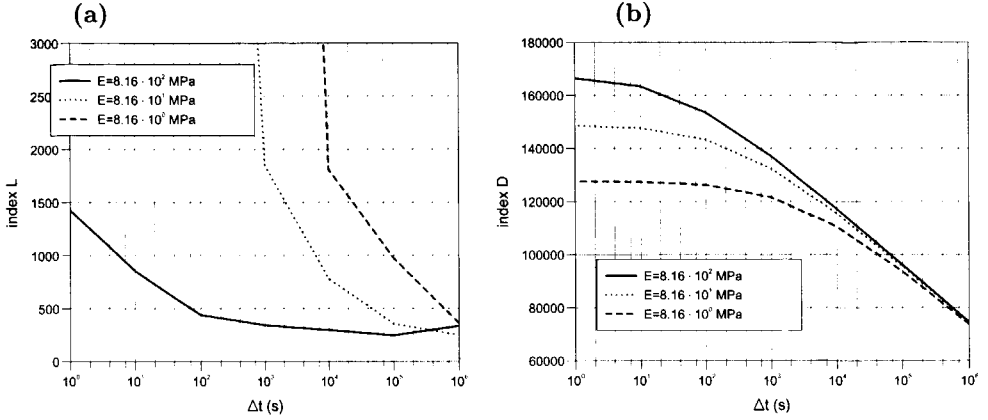 (a)
3000
2500
2000
1500
1000
500
0
index L
E=8.16 · 10² MPa
E=8.16 · 10¹ MPa
E=8.16 · 10⁰ MPa
10⁰ 10¹ 10² 10³ 10⁴ 10⁵ 10⁶
Δt (s)
(b)
180000
160000
140000
120000
100000
80000
60000
index D
E=8.16 · 10² MPa
E=8.16 · 10¹ MPa
E=8.16 · 10⁰ MPa
10⁰ 10¹ 10² 10³ 10⁴ 10⁵ 10⁶
Δt (s)